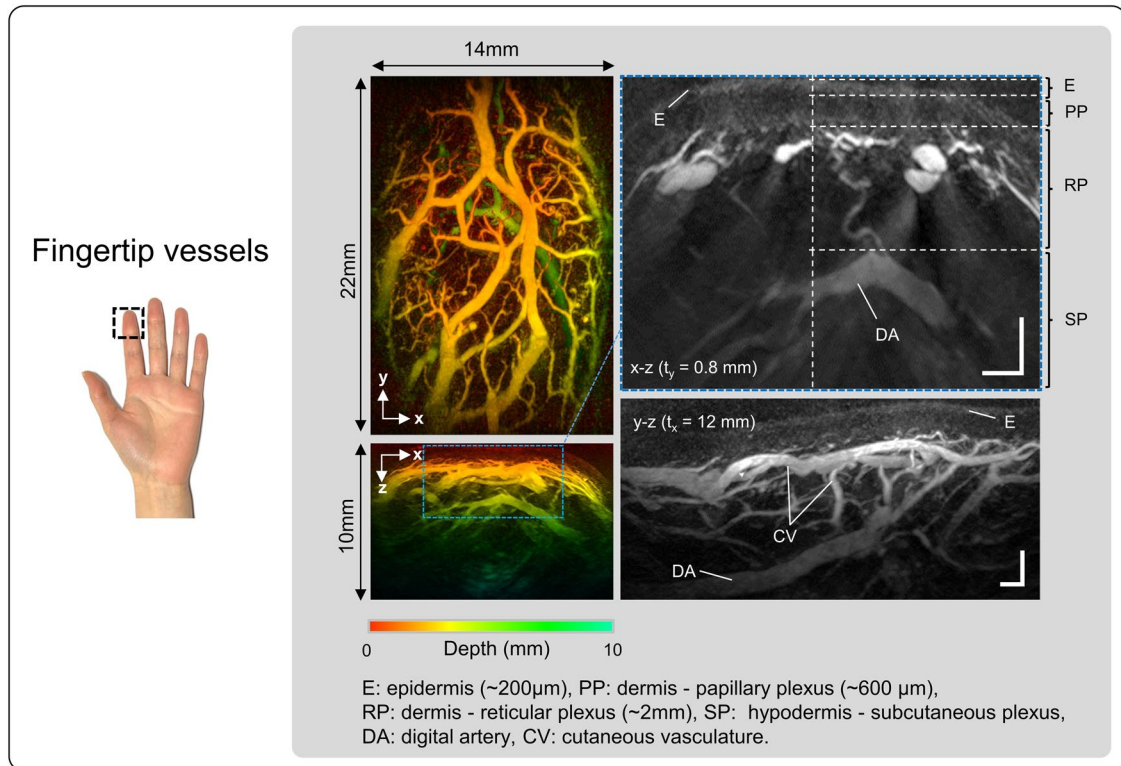 Fingertip vessels
14mm
22mm
y
x
10mm
x
z
E
E
PP
RP
SP
DA
x-z (t_y = 0.8 mm)
y-z (t_x = 12 mm)
E
CV
DA
0
Depth (mm)
10
E: epidermis (~200µm), PP: dermis - papillary plexus (~600 µm),
RP: dermis - reticular plexus (~2mm), SP: hypodermis - subcutaneous plexus,
DA: digital artery, CV: cutaneous vasculature.